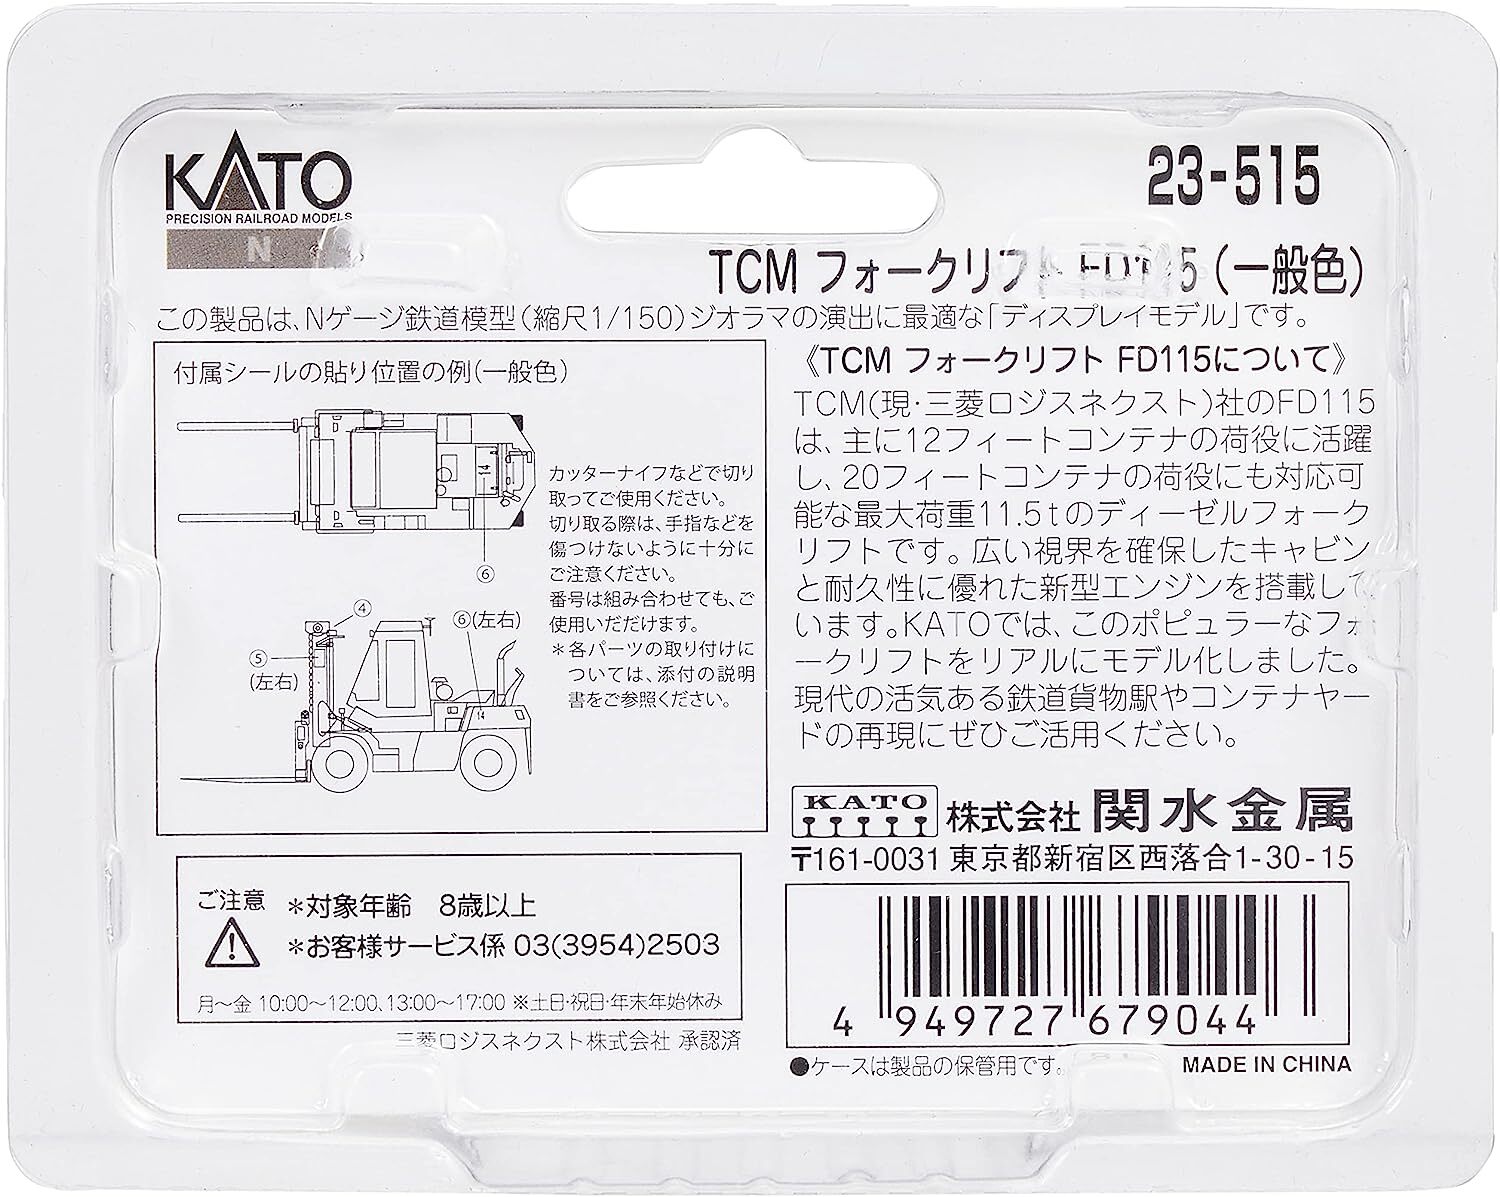 KATO
PRECISION RAILROAD MODELS
N
23-515
TCM フォークリフト FD115 (一般色)
この製品は、Nゲージ鉄道模型(縮尺1/150)ジオラマの演出に最適な「ディスプレイモデル」です。
付属シールの貼り位置の例(一般色)
14
⑥
カッターナイフなどで切り
取ってご使用ください。
切り取る際は、手指などを
傷つけないように十分に
ご注意ください。
番号は組み合わせても、ご
使用いだだけます。
＊各パーツの取り付けに
ついては、添付の説明
書をご参照ください。
④
⑥(左右)
⑤
(左右)
14
《TCM フォークリフト FD115について》
TCM(現・三菱ロジスネクスト)社のFD115
は、主に12フィートコンテナの荷役に活躍
し、20フィートコンテナの荷役にも対応可
能な最大荷重11.5tのディーゼルフォーク
リフトです。広い視界を確保したキャビン
と耐久性に優れた新型エンジンを搭載して
います。KATOでは、このポピュラーなフォ
ークリフトをリアルにモデル化しました。
現代の活気ある鉄道貨物駅やコンテナヤー
ドの再現にぜひご活用ください。
KATO 株式会社 関水金属
〒161-0031 東京都新宿区西落合1-30-15
ご注意
＊対象年齢 8歳以上
＊お客様サービス係 03(3954)2503
月〜金 10:00〜12:00、13:00〜17:00 ※土日・祝日・年末年始休み
三菱ロジスネクスト株式会社 承認済
4 949727 679044
●ケースは製品の保管用です。
MADE IN CHINA